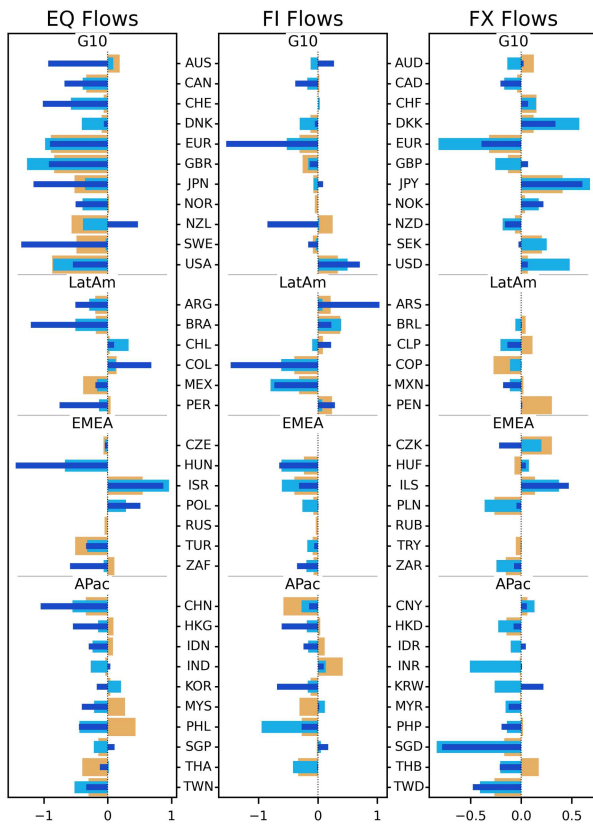 EQ Flows FI Flows FX Flows
G10 G10 G10
AUS AUD
CAN CAD
CHE CHF
DNK DKK
EUR EUR
GBR GBP
JPN JPY
NOR NOK
NZL NZD
SWE SEK
USA USD
LatAm LatAm LatAm
ARG ARS
BRA BRL
CHL CLP
COL COP
MEX MXN
PER PEN
EMEA EMEA EMEA
CZE CZK
HUN HUF
ISR ILS
POL PLN
RUS RUB
TUR TRY
ZAF ZAR
APac APac APac
CHN CNY
HKG HKD
IDN IDR
IND INR
KOR KRW
MYS MYR
PHL PHP
SGP SGD
THA THB
TWN TWD
−1 0 1 −1 0 1 −0.5 0.0 0.5